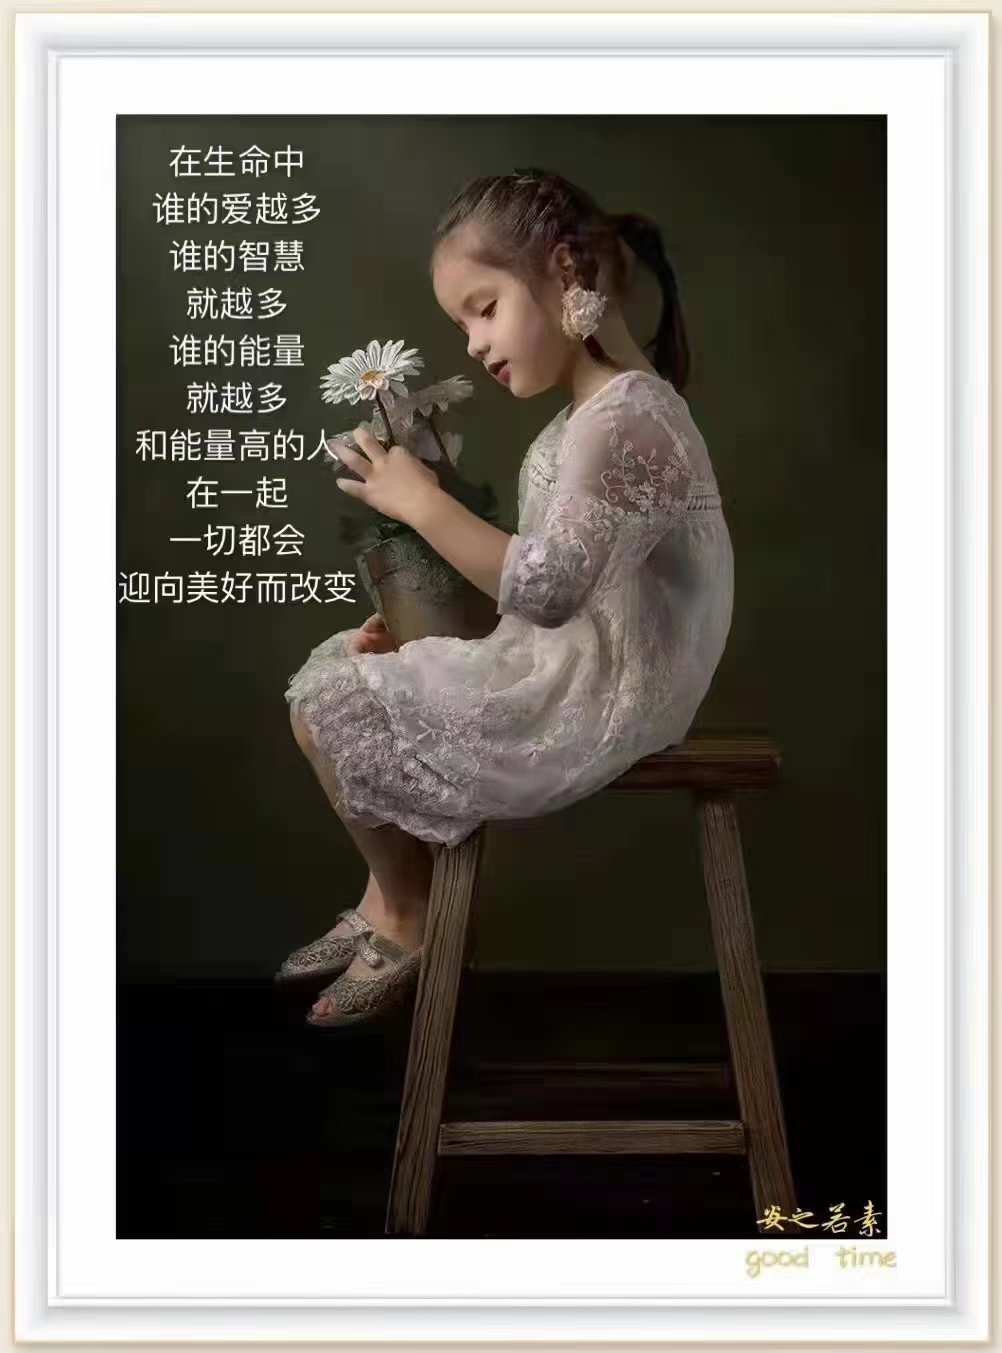 在生命中
谁的爱越多
谁的智慧
就越多
谁的能量
就越多
和能量高的人
在一起
一切都会
迎向美好而改变
安之若素
good time